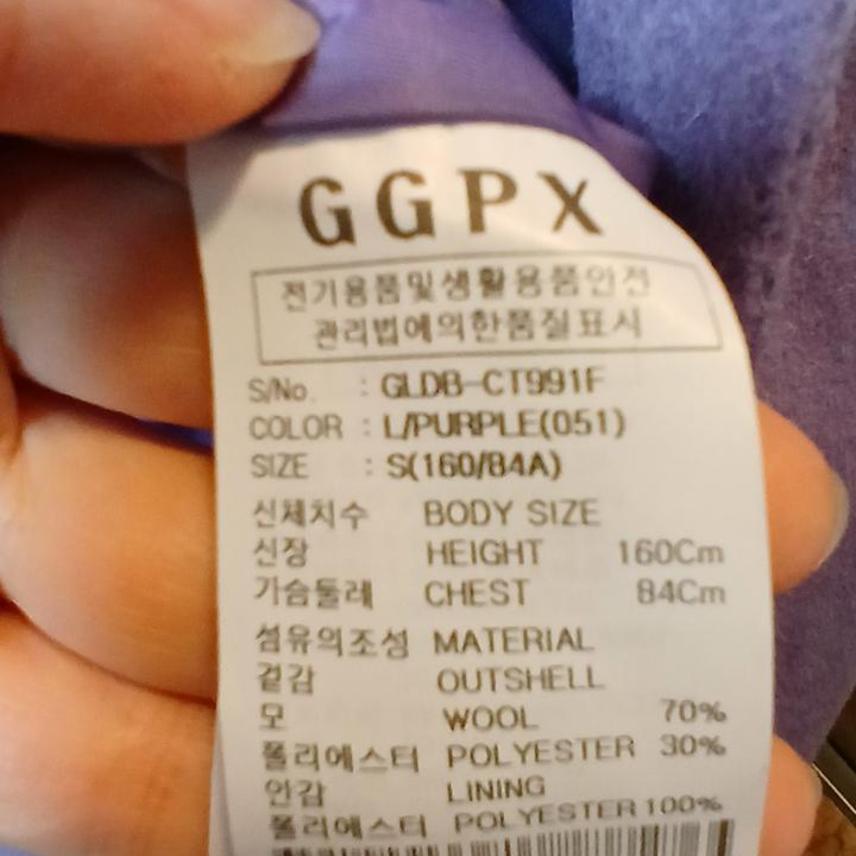 GGPX
전기용품및생활용품안전
관리법에의한품질표시
S/No. : GLDB-CT991F
COLOR : L/PURPLE(051)
SIZE : S(160/84A)
신체치수 BODY SIZE
신장 HEIGHT 160Cm
가슴둘레 CHEST 84Cm
섬유의조성 MATERIAL
겉감 OUTSHELL
모 WOOL 70%
폴리에스터 POLYESTER 30%
안감 LINING
폴리에스터 POLYESTER 100%